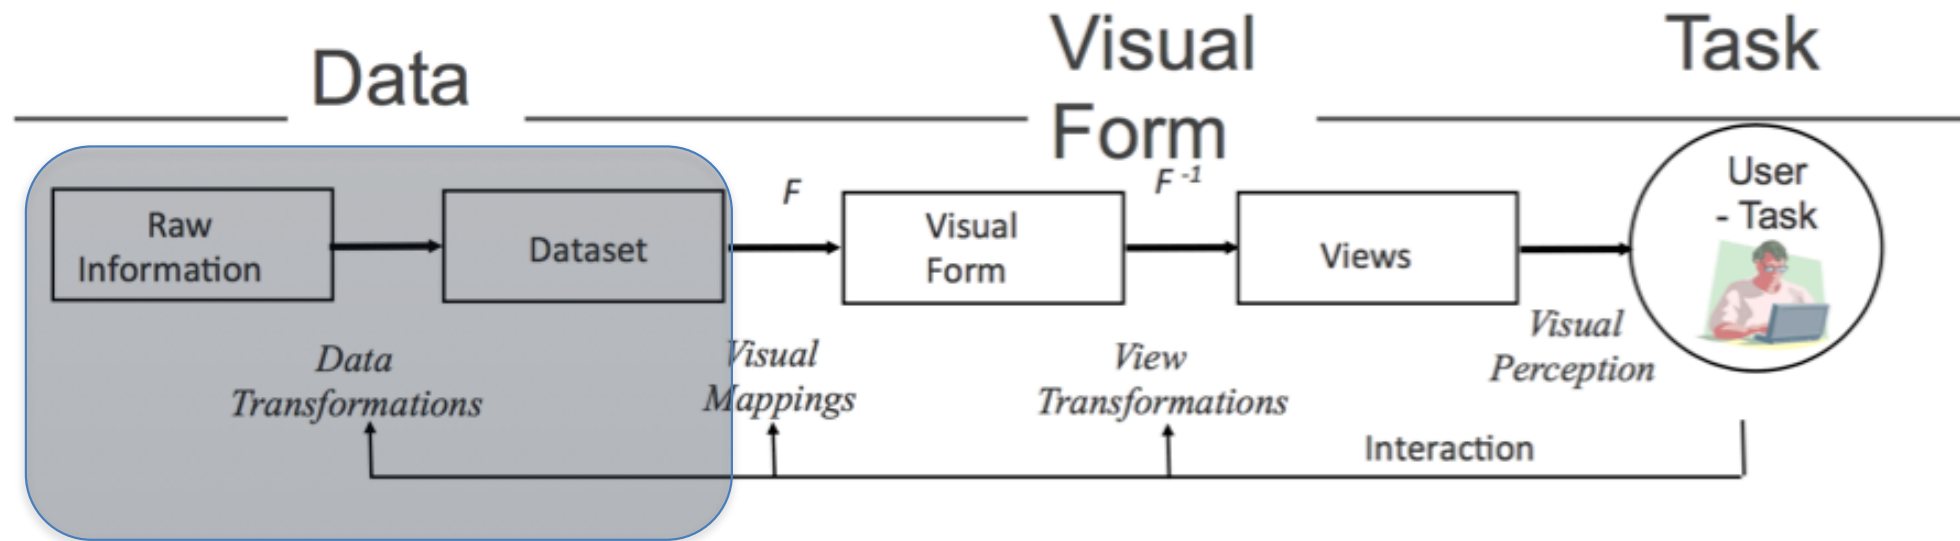 Data
Visual
Form
Task
Raw
Information
Dataset
F
Visual
Form
F -1
Views
User
- Task
Data
Transformations
Visual
Mappings
View
Transformations
Visual
Perception
Interaction